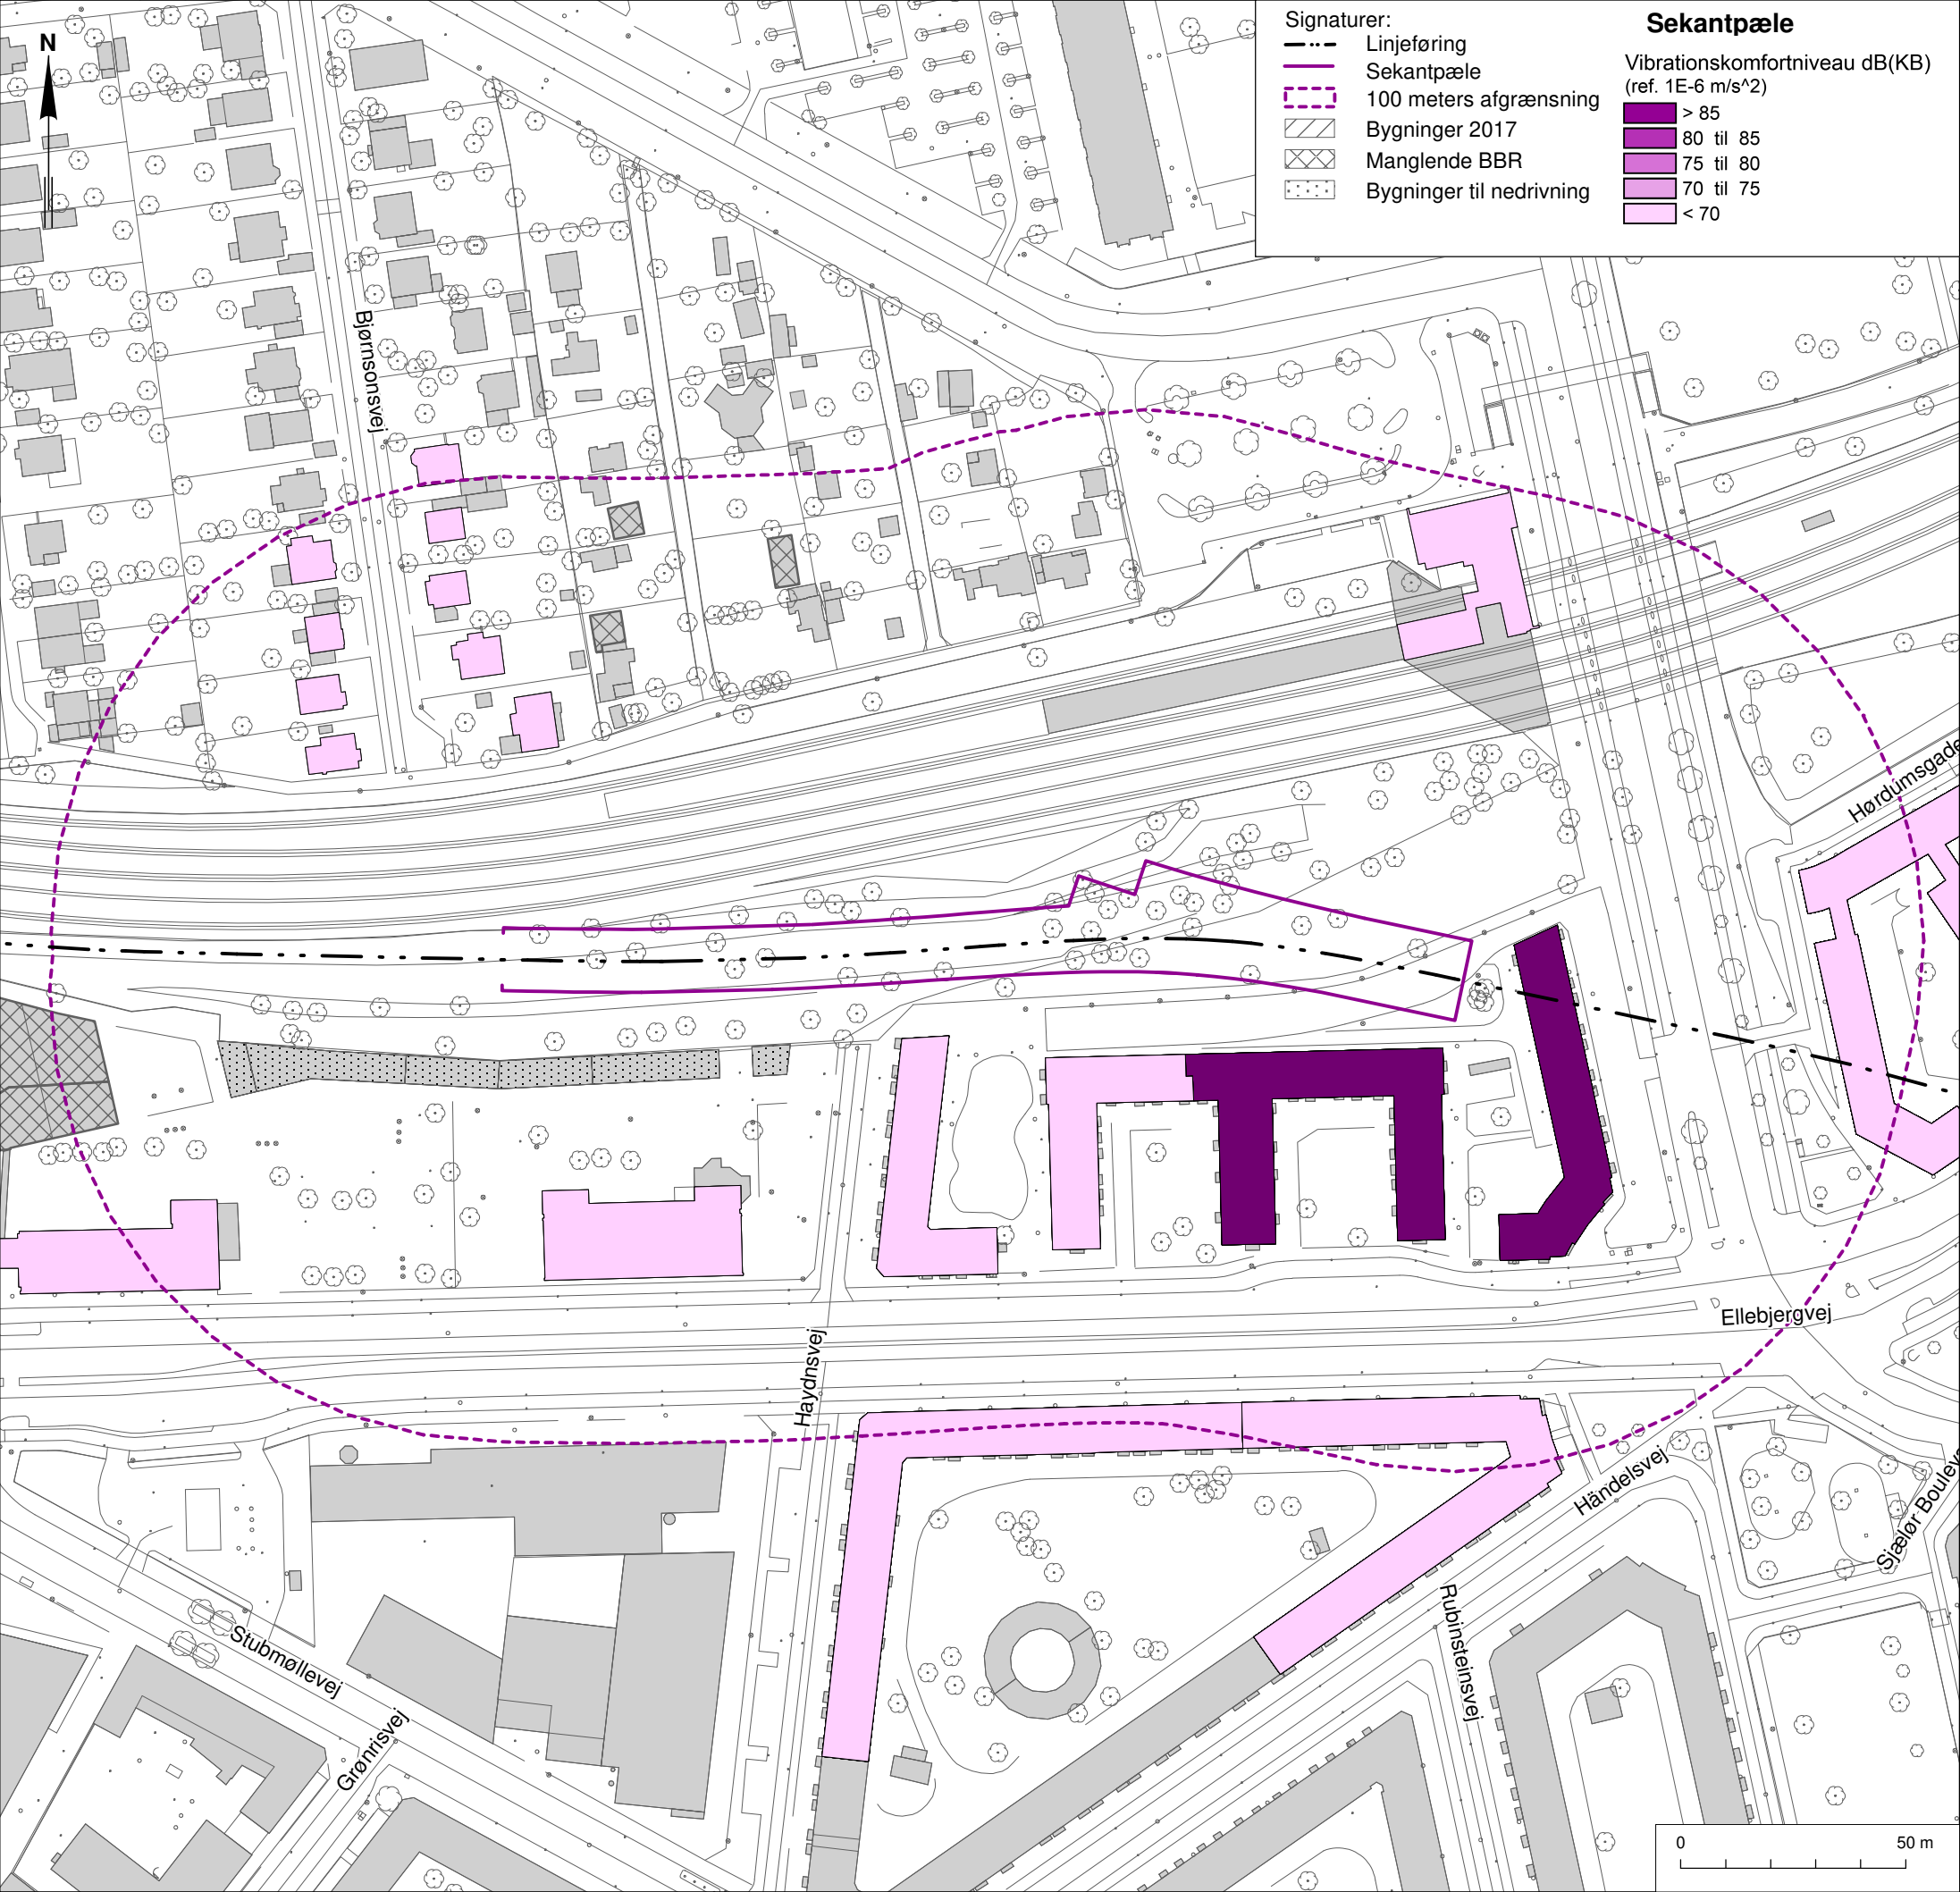 N
Signaturer:
Linjeføring
Sekantpæle
100 meters afgrænsning
Bygninger 2017
Manglende BBR
Bygninger til nedrivning
Sekantpæle
Vibrationskomfortniveau dB(KB)
(ref. 1E-6 m/s^2)
> 85
80 til 85
75 til 80
70 til 75
< 70
Bjørnsonsvej
Hørdumsgade
Ellebjergvej
Haydnsvej
Händelsvej
Sjælør Boulev
Rubinsteinsvej
Stubmøllevej
Grønrisvej
0 50 m